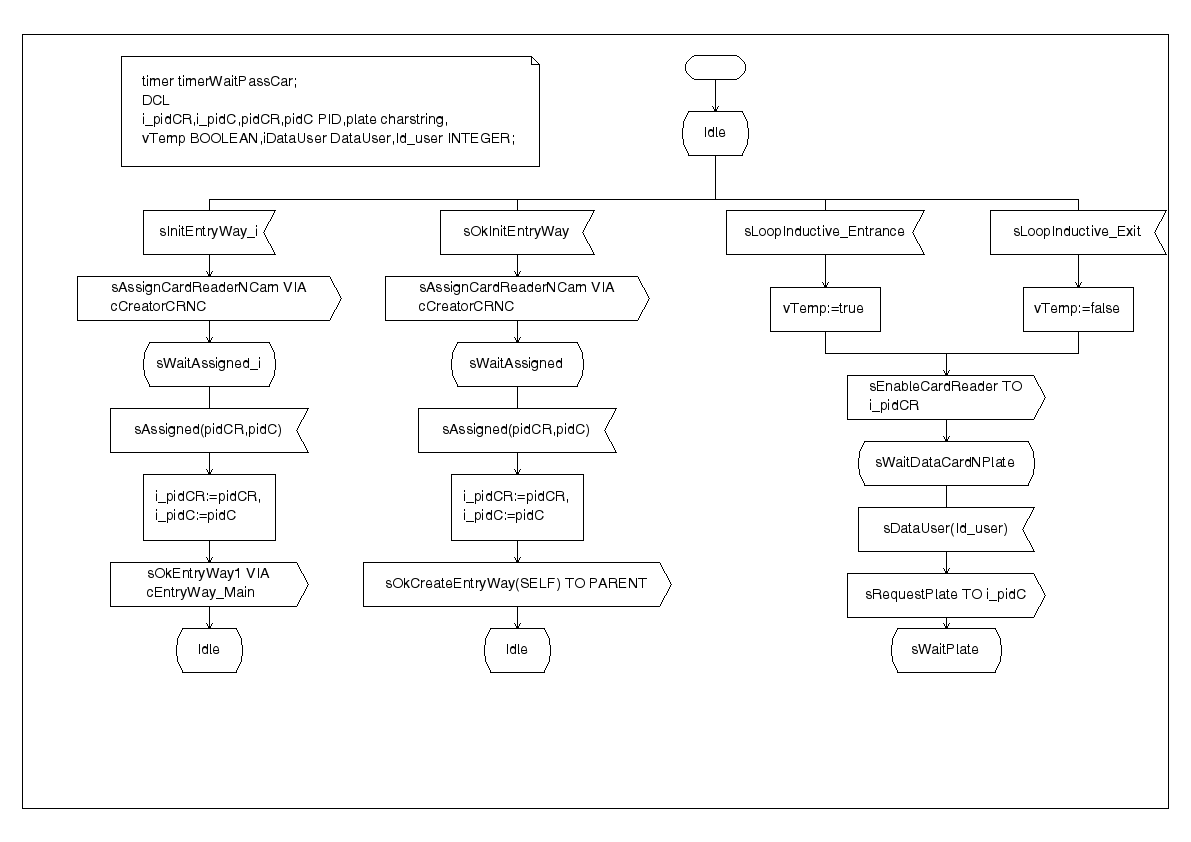 timer timerWaitPassCar;
DCL
i_pidCR,i_pidC,pidCR,pidC PID,plate charstring,
vTemp BOOLEAN,iDataUser DataUser,Id_user INTEGER;
Idle
sInitEntryWay_i
sAssignCardReaderNCam VIA
cCreatorCRNC
sWaitAssigned_i
sAssigned(pidCR,pidC)
i_pidCR:=pidCR,
i_pidC:=pidC
sOkEntryWay1 VIA
cEntryWay_Main
Idle
sOkInitEntryWay
sAssignCardReaderNCam VIA
cCreatorCRNC
sWaitAssigned
sAssigned(pidCR,pidC)
i_pidCR:=pidCR,
i_pidC:=pidC
sOkCreateEntryWay(SELF) TO PARENT
Idle
sLoopInductive_Entrance
vTemp:=true
sLoopInductive_Exit
vTemp:=false
sEnableCardReader TO
i_pidCR
sWaitDataCardNPlate
sDataUser(Id_user)
sRequestPlate TO i_pidC
sWaitPlate